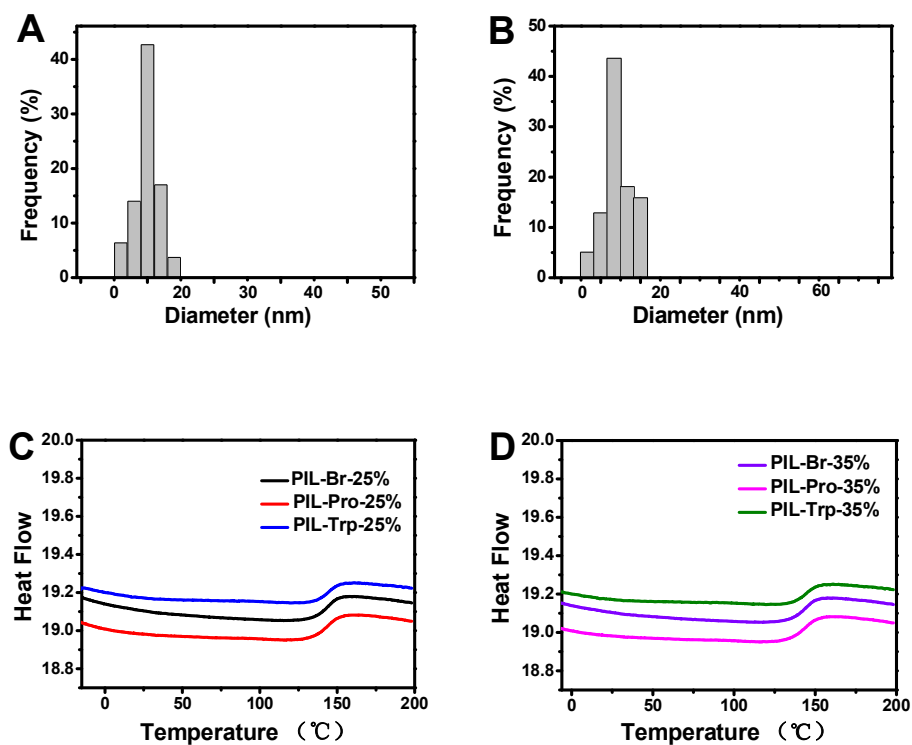 A
Frequency (%)
40
30
20
10
0
0
20
40
Diameter (nm)
B
Frequency (%)
50
40
30
20
10
0
0
20
40
60
Diameter (nm)
C
Heat Flow
20.0
19.8
19.6
19.4
19.2
19.0
18.8
PIL-Br-25%
PIL-Pro-25%
PIL-Trp-25%
0
50
100
150
200
Temperature (℃)
D
Heat Flow
20.0
19.8
19.6
19.4
19.2
19.0
18.8
PIL-Br-35%
PIL-Pro-35%
PIL-Trp-35%
0
50
100
150
200
Temperature (℃)